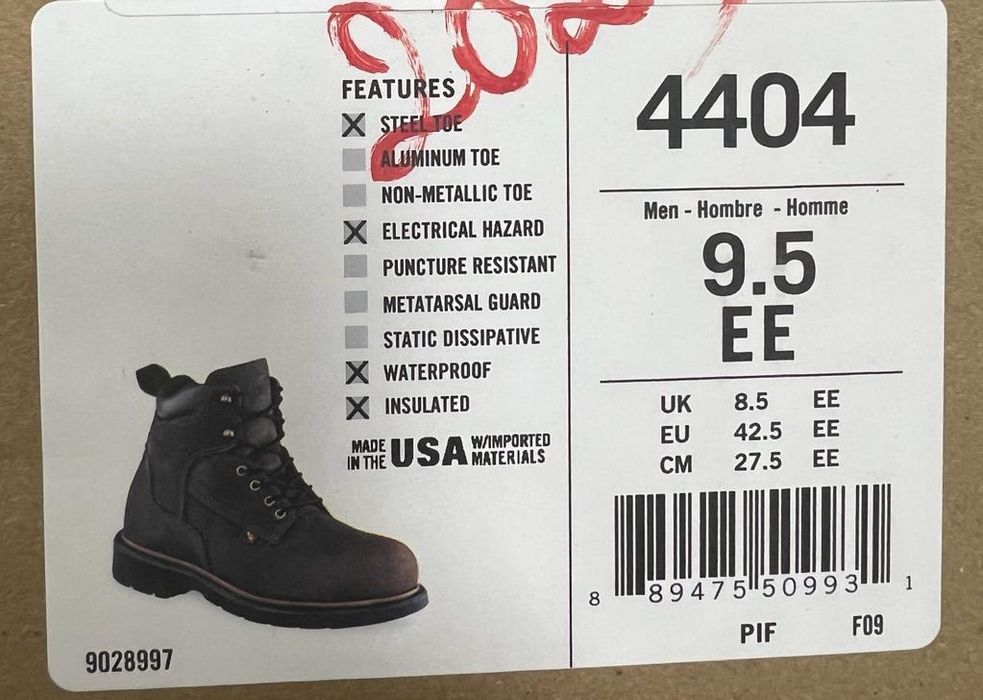 FEATURES
STEEL TOE
ALUMINUM TOE
NON-METALLIC TOE
ELECTRICAL HAZARD
PUNCTURE RESISTANT
METATARSAL GUARD
STATIC DISSIPATIVE
WATERPROOF
INSULATED
MADE IN THE USA W/IMPORTED MATERIALS
9028997
4404
Men - Hombre - Homme
9.5
EE
UK 8.5 EE
EU 42.5 EE
CM 27.5 EE
8 89475 50993 1
PIF F09